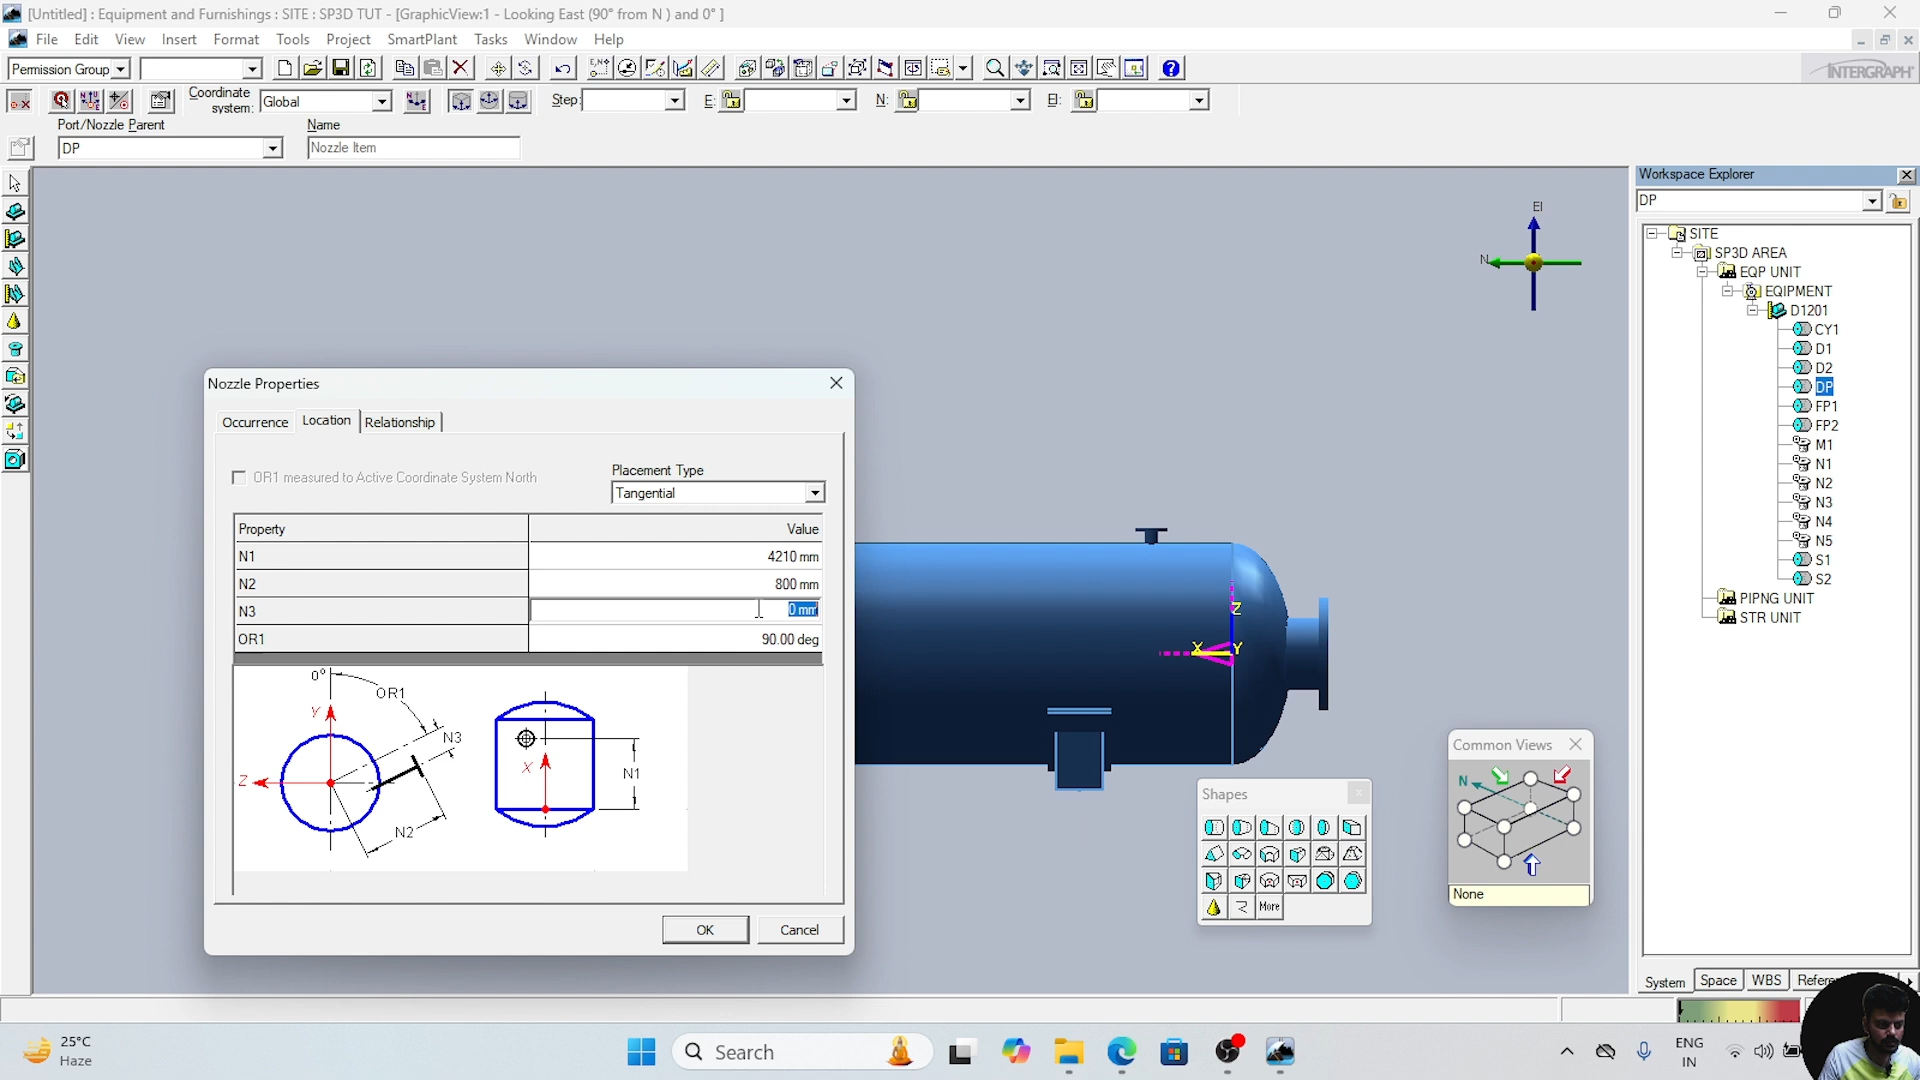 [Untitled] : Equipment and Furnishings : SITE : SP3D TUT - [GraphicView:1 - Looking East (90° from N ) and 0° ]
File Edit View Insert Format Tools Project SmartPlant Tasks Window Help
Permission Group
INTERGRAPH
Coordinate system: Global Step: E: N: El:
Port/Nozzle Parent Name
DP Nozzle Item
Workspace Explorer
DP
SITE
SP3D AREA
EQP UNIT
EQIPMENT
D1201
CY1
D1
D2
DP
FP1
FP2
M1
N1
N2
N3
N4
N5
S1
S2
PIPNG UNIT
STR UNIT
System Space WBS
El
N
Nozzle Properties
Occurrence Location Relationship
OR1 measured to Active Coordinate System North
Placement Type
Tangential
Property Value
N1 4210 mm
N2 800 mm
N3 0 mm
OR1 90.00 deg
0° OR1
Y N3
Z
N2
X N1
OK Cancel
Z
X Y
Shapes
More
Common Views
N
None
25°C
Haze
Search
ENG
IN